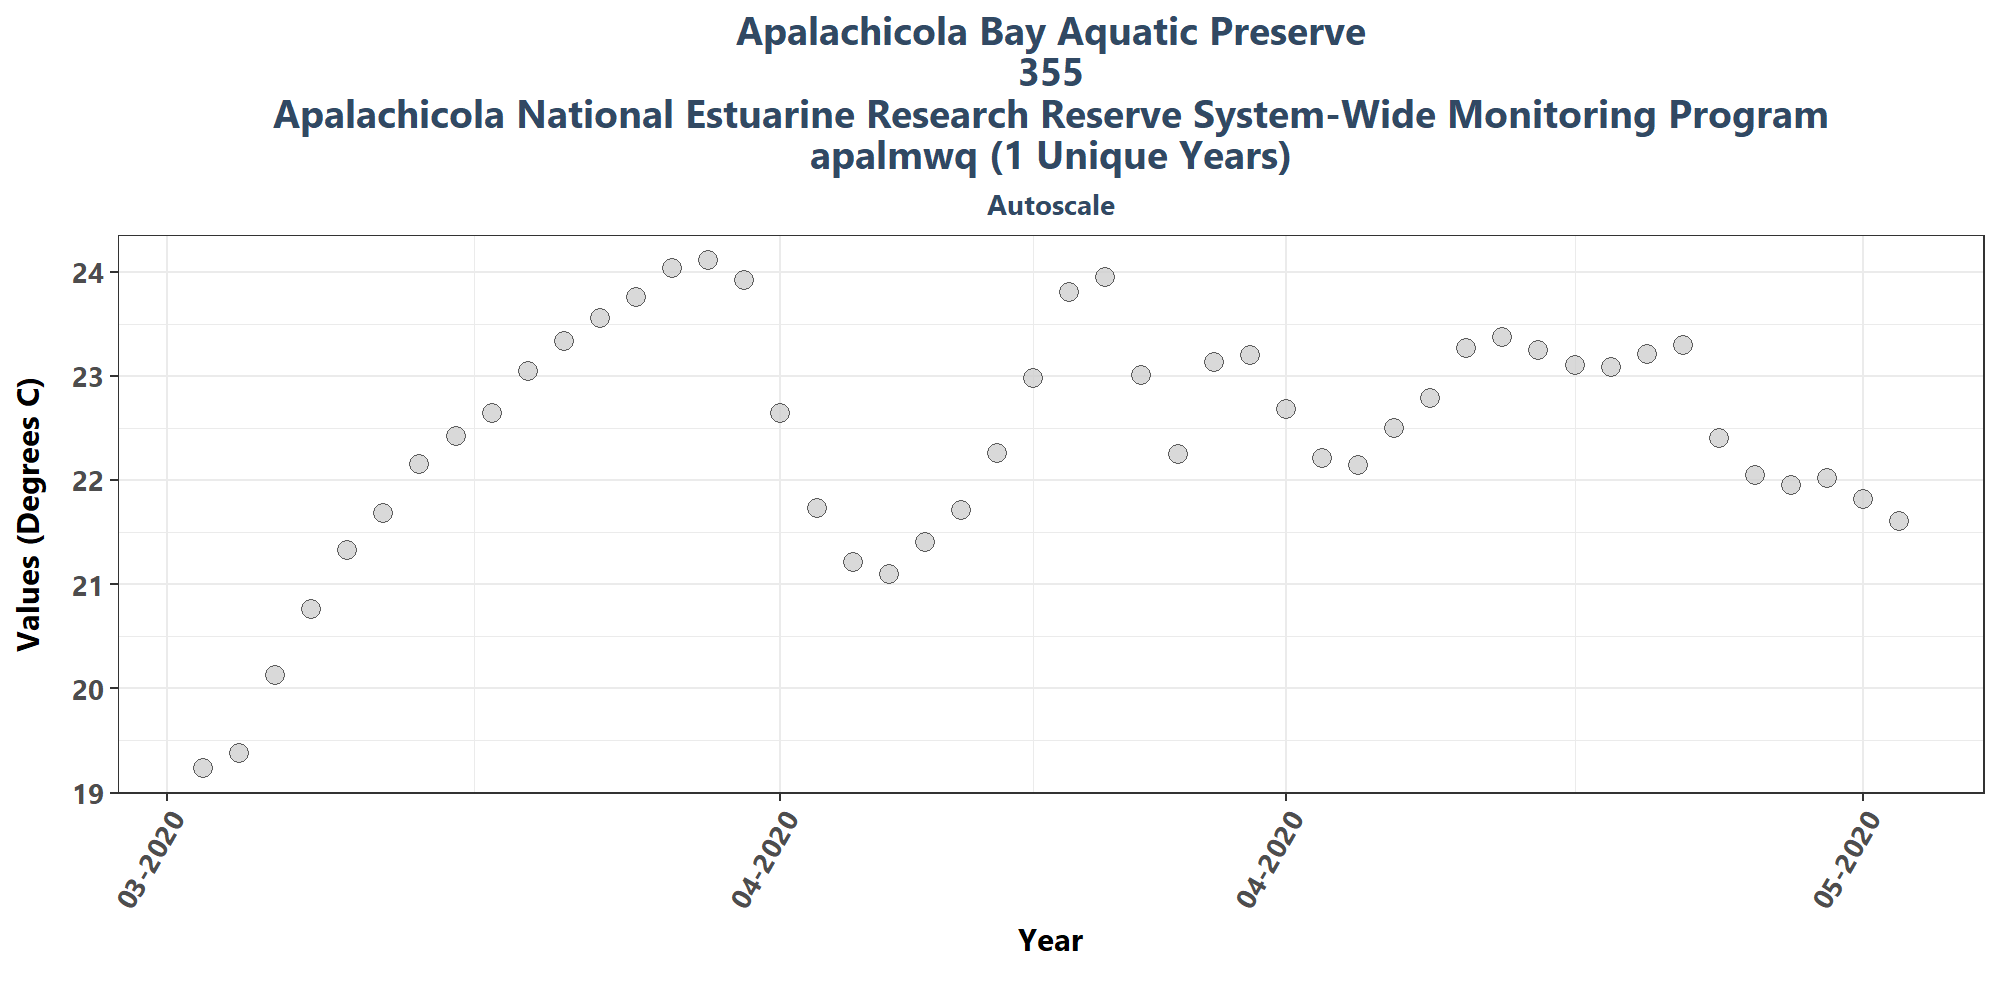 Apalachicola Bay Aquatic Preserve
355
Apalachicola National Estuarine Research Reserve System-Wide Monitoring Program
apalmwq (1 Unique Years)
Autoscale
Values (Degrees C)
24
23
22
21
20
19
03-2020
04-2020
04-2020
05-2020
Year